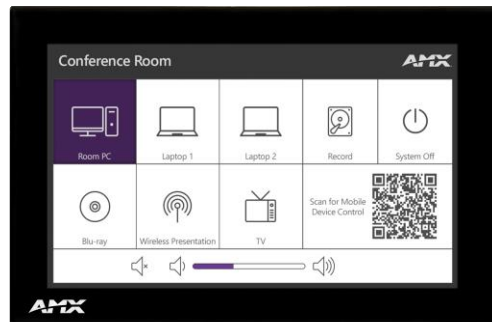 Conference Room
AMX
Room PC
Laptop 1
Laptop 2
Record
System Off
Blu-ray
Wireless Presentation
TV
Scan for Mobile
Device Control
AMX